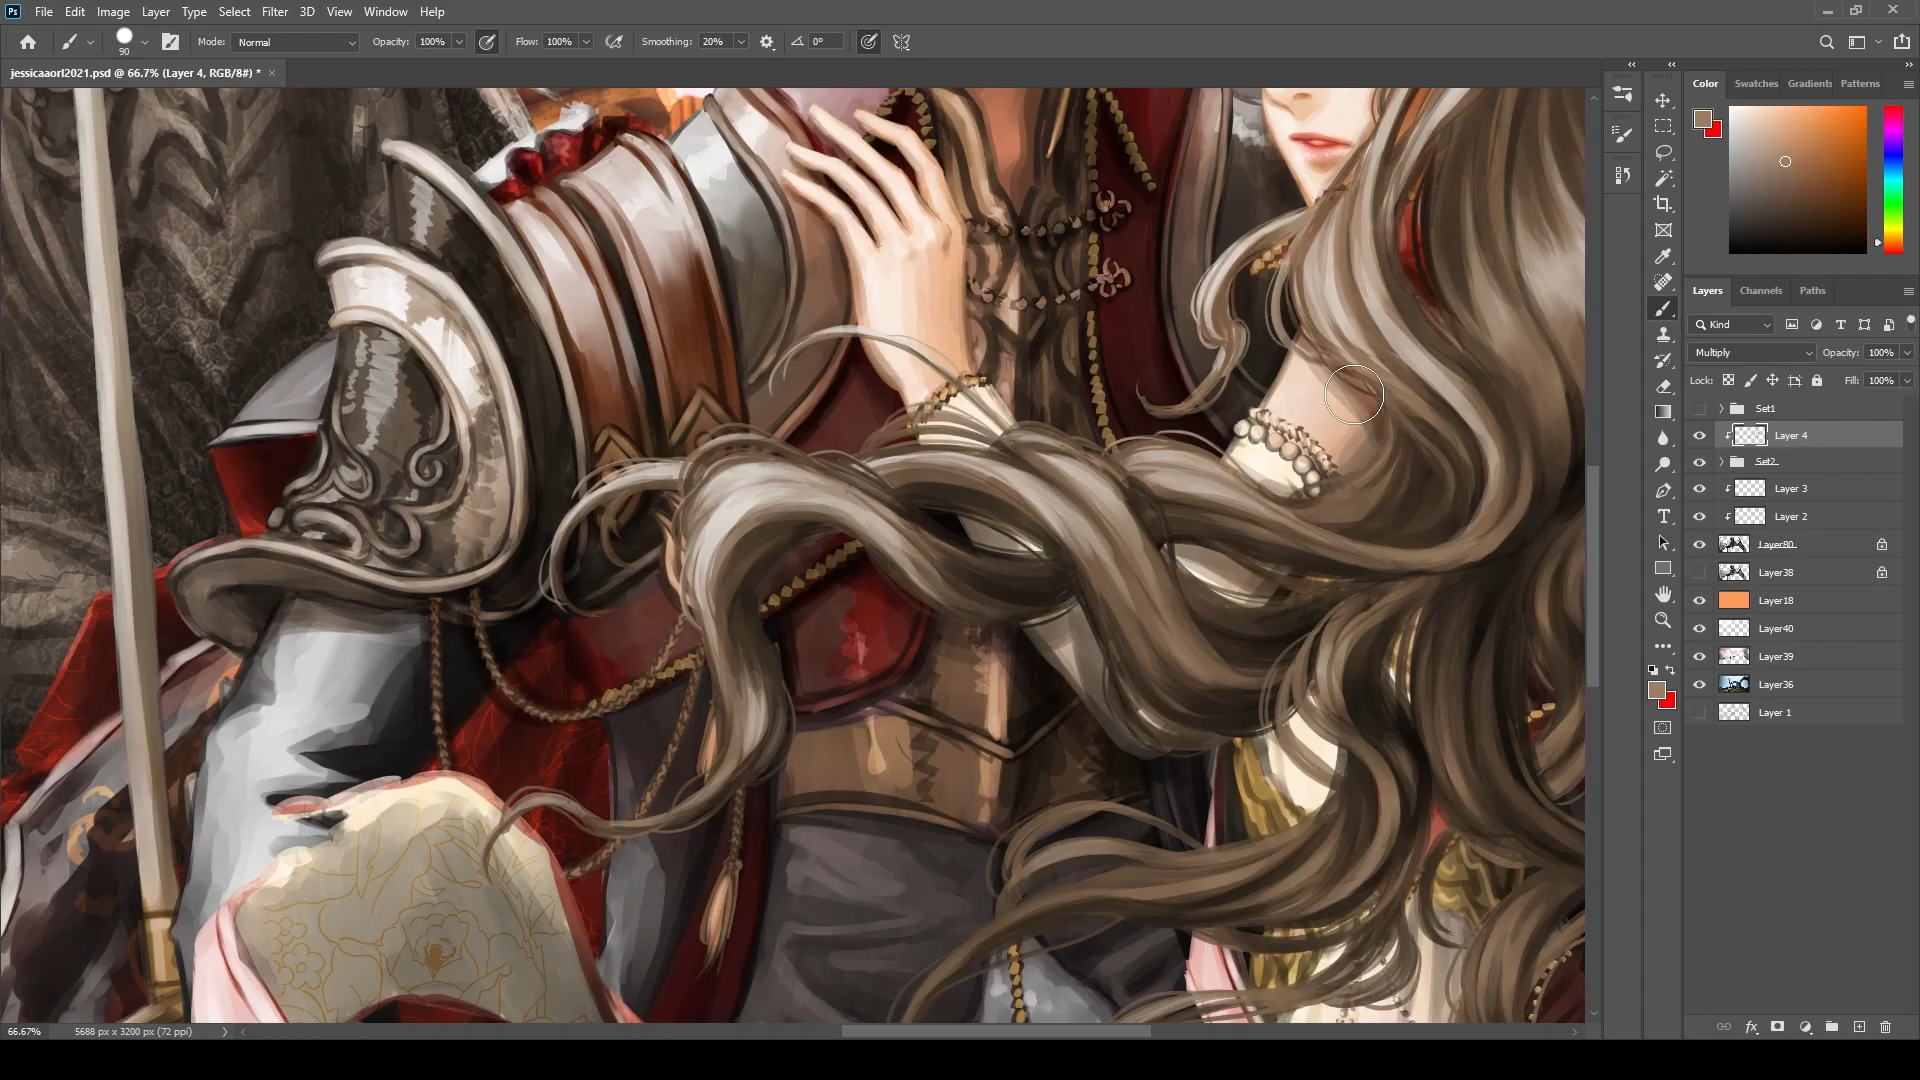 Ps File Edit Image Layer Type Select Filter 3D View Window Help
90 Mode: Normal Opacity: 100% Flow: 100% Smoothing: 20% 0°
jessicaaorl2021.psd @ 66.7% (Layer 4, RGB/8#) * ×
Color Swatches Gradients Patterns
Layers Channels Paths
Kind
Multiply Opacity: 100%
Lock: Fill: 100%
Set1
Layer 4
Set2
Layer 3
Layer 2
Layer80
Layer38
Layer18
Layer40
Layer39
Layer36
Layer 1
66.67% 5688 px x 3200 px (72 ppi)
fx